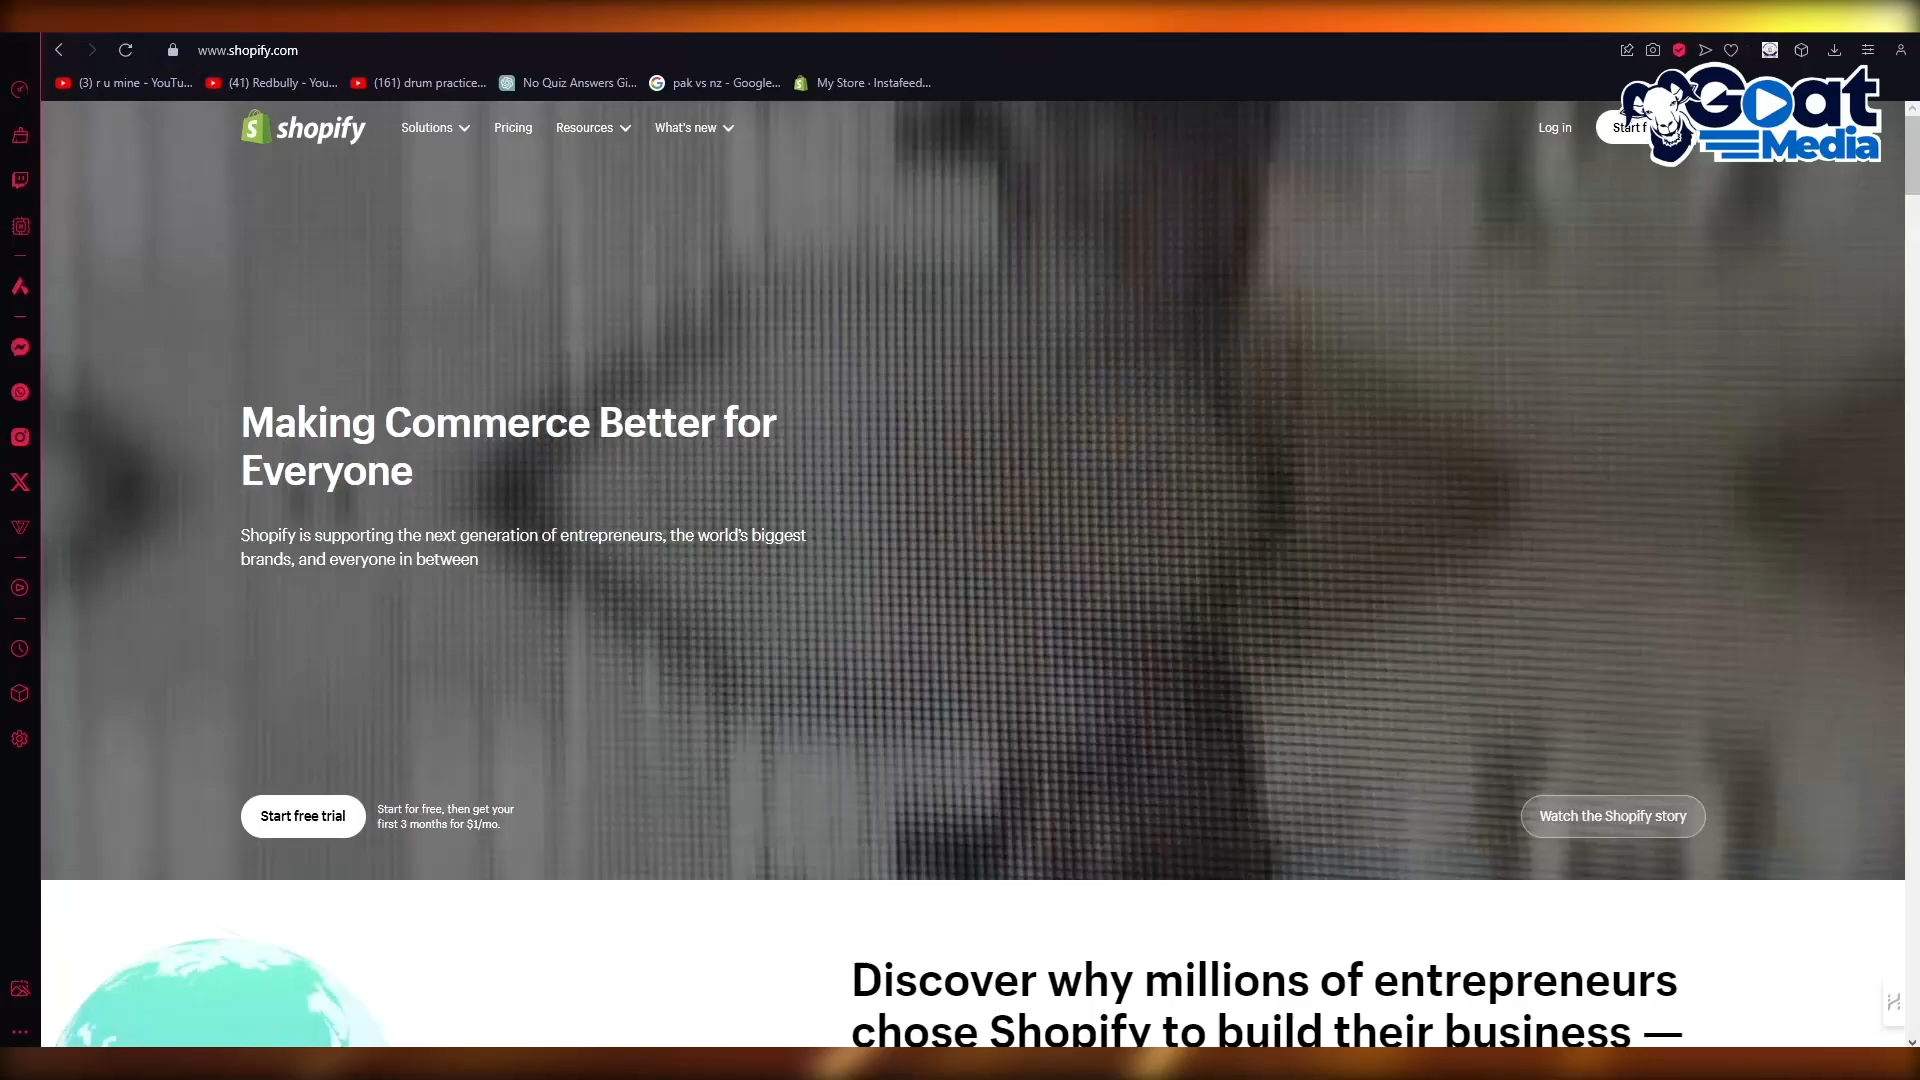 www.shopify.com
(3) r u mine - YouTu...
(41) Redbully - You...
(161) drum practice...
No Quiz Answers Gi...
pak vs nz - Google...
My Store · Instafeed...
shopify
Solutions
Pricing
Resources
What's new
Log in
Start f
Goat
Media
Making Commerce Better for
Everyone
Shopify is supporting the next generation of entrepreneurs, the world's biggest
brands, and everyone in between
Start free trial
Start for free, then get your
first 3 months for $1/mo.
Watch the Shopify story
Discover why millions of entrepreneurs
chose Shopify to build their business —